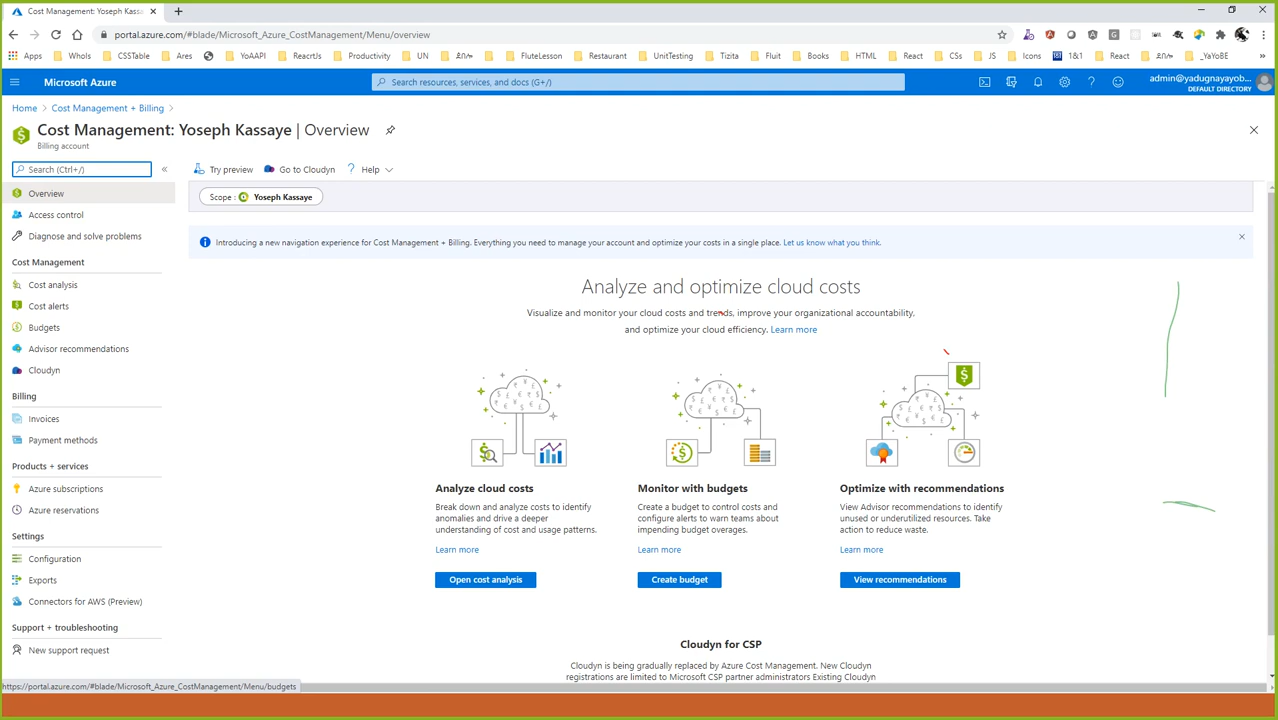 Cost Management: Yoseph Kassa
portal.azure.com/#blade/Microsoft_Azure_CostManagement/Menu/overview
Apps WhoIs CSSTable Ares YoAPI ReactJs Productivity UN FluteLesson Restaurant UnitTesting Tizita Fluit Books HTML React CSs JS Icons 1&1 React _YaYoBE
Microsoft Azure
Search resources, services, and docs (G+/)
admin@yadugnayayob...
DEFAULT DIRECTORY
Home > Cost Management + Billing >
Cost Management: Yoseph Kassaye | Overview
Billing account
Search (Ctrl+/)
Try preview Go to Cloudyn Help
Scope : Yoseph Kassaye
Overview
Access control
Diagnose and solve problems
Cost Management
Cost analysis
Cost alerts
Budgets
Advisor recommendations
Cloudyn
Billing
Invoices
Payment methods
Products + services
Azure subscriptions
Azure reservations
Settings
Configuration
Exports
Connectors for AWS (Preview)
Support + troubleshooting
New support request
Introducing a new navigation experience for Cost Management + Billing. Everything you need to manage your account and optimize your costs in a single place. Let us know what you think.
Analyze and optimize cloud costs
Visualize and monitor your cloud costs and trends, improve your organizational accountability,
and optimize your cloud efficiency. Learn more
Analyze cloud costs
Break down and analyze costs to identify
anomalies and drive a deeper
understanding of cost and usage patterns.
Learn more
Open cost analysis
Monitor with budgets
Create a budget to control costs and
configure alerts to warn teams about
impending budget overages.
Learn more
Create budget
Optimize with recommendations
View Advisor recommendations to identify
unused or underutilized resources. Take
action to reduce waste.
Learn more
View recommendations
Cloudyn for CSP
Cloudyn is being gradually replaced by Azure Cost Management. New Cloudyn
registrations are limited to Microsoft CSP partner administrators Existing Cloudyn
https://portal.azure.com/#blade/Microsoft_Azure_CostManagement/Menu/budgets